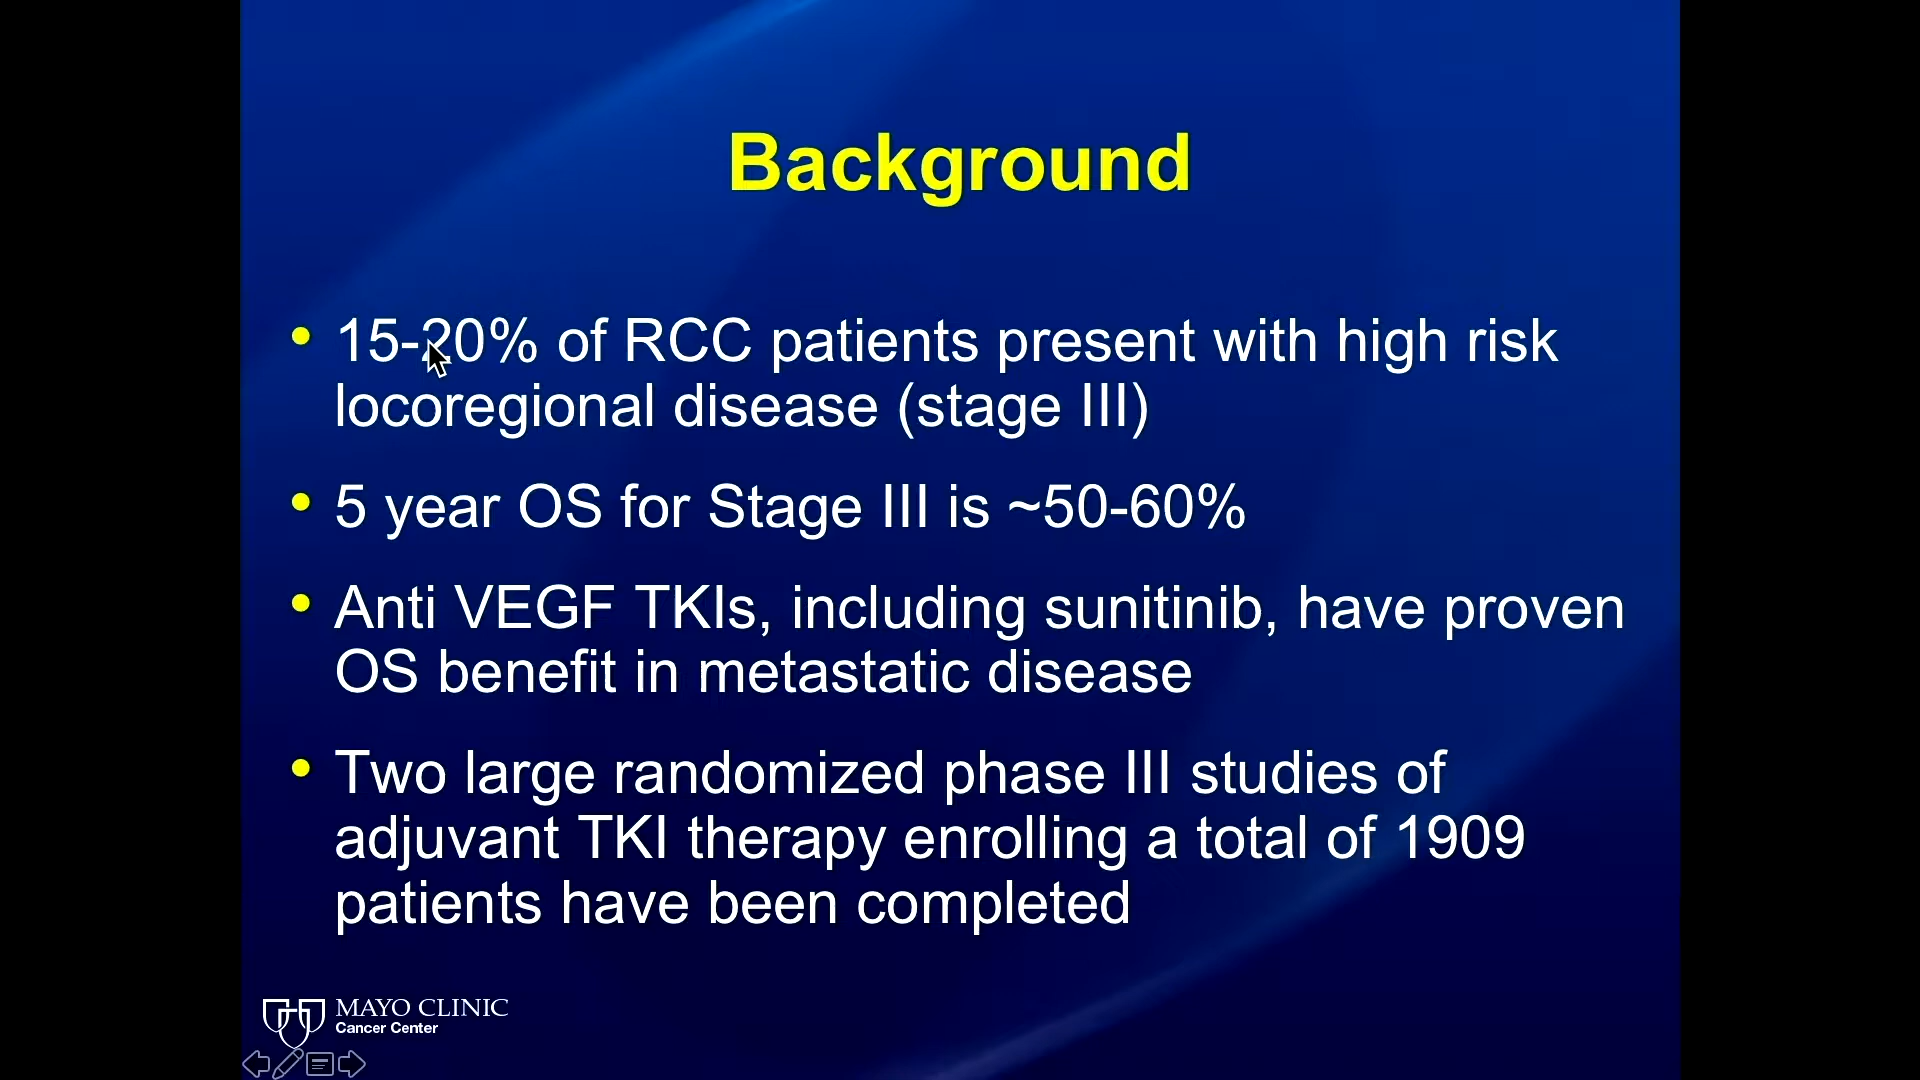 Background
• 15-20% of RCC patients present with high risk
locoregional disease (stage III)
• 5 year OS for Stage III is ~50-60%
• Anti VEGF TKIs, including sunitinib, have proven
OS benefit in metastatic disease
• Two large randomized phase III studies of
adjuvant TKI therapy enrolling a total of 1909
patients have been completed
MAYO CLINIC
Cancer Center